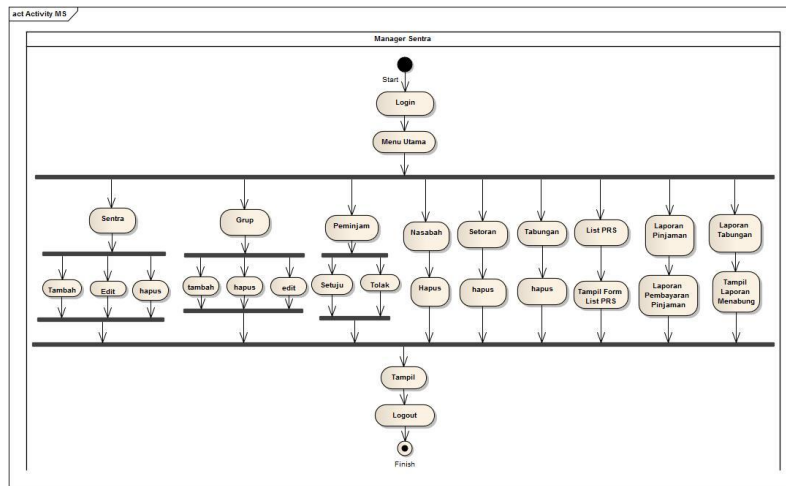 act Activity MS
Manager Sentra
Start
Login
Menu Utama
Sentra
Grup
Peminjam
Nasabah
Setoran
Tabungan
List PRS
Laporan
Pinjaman
Laporan
Tabungan
Tambah
Edit
hapus
tambah
hapus
edit
Setuju
Tolak
Hapus
hapus
hapus
Tampil Form
List PRS
Laporan
Pembayaran
Pinjaman
Tampil
Laporan
Menabung
Tampil
Logout
Finish